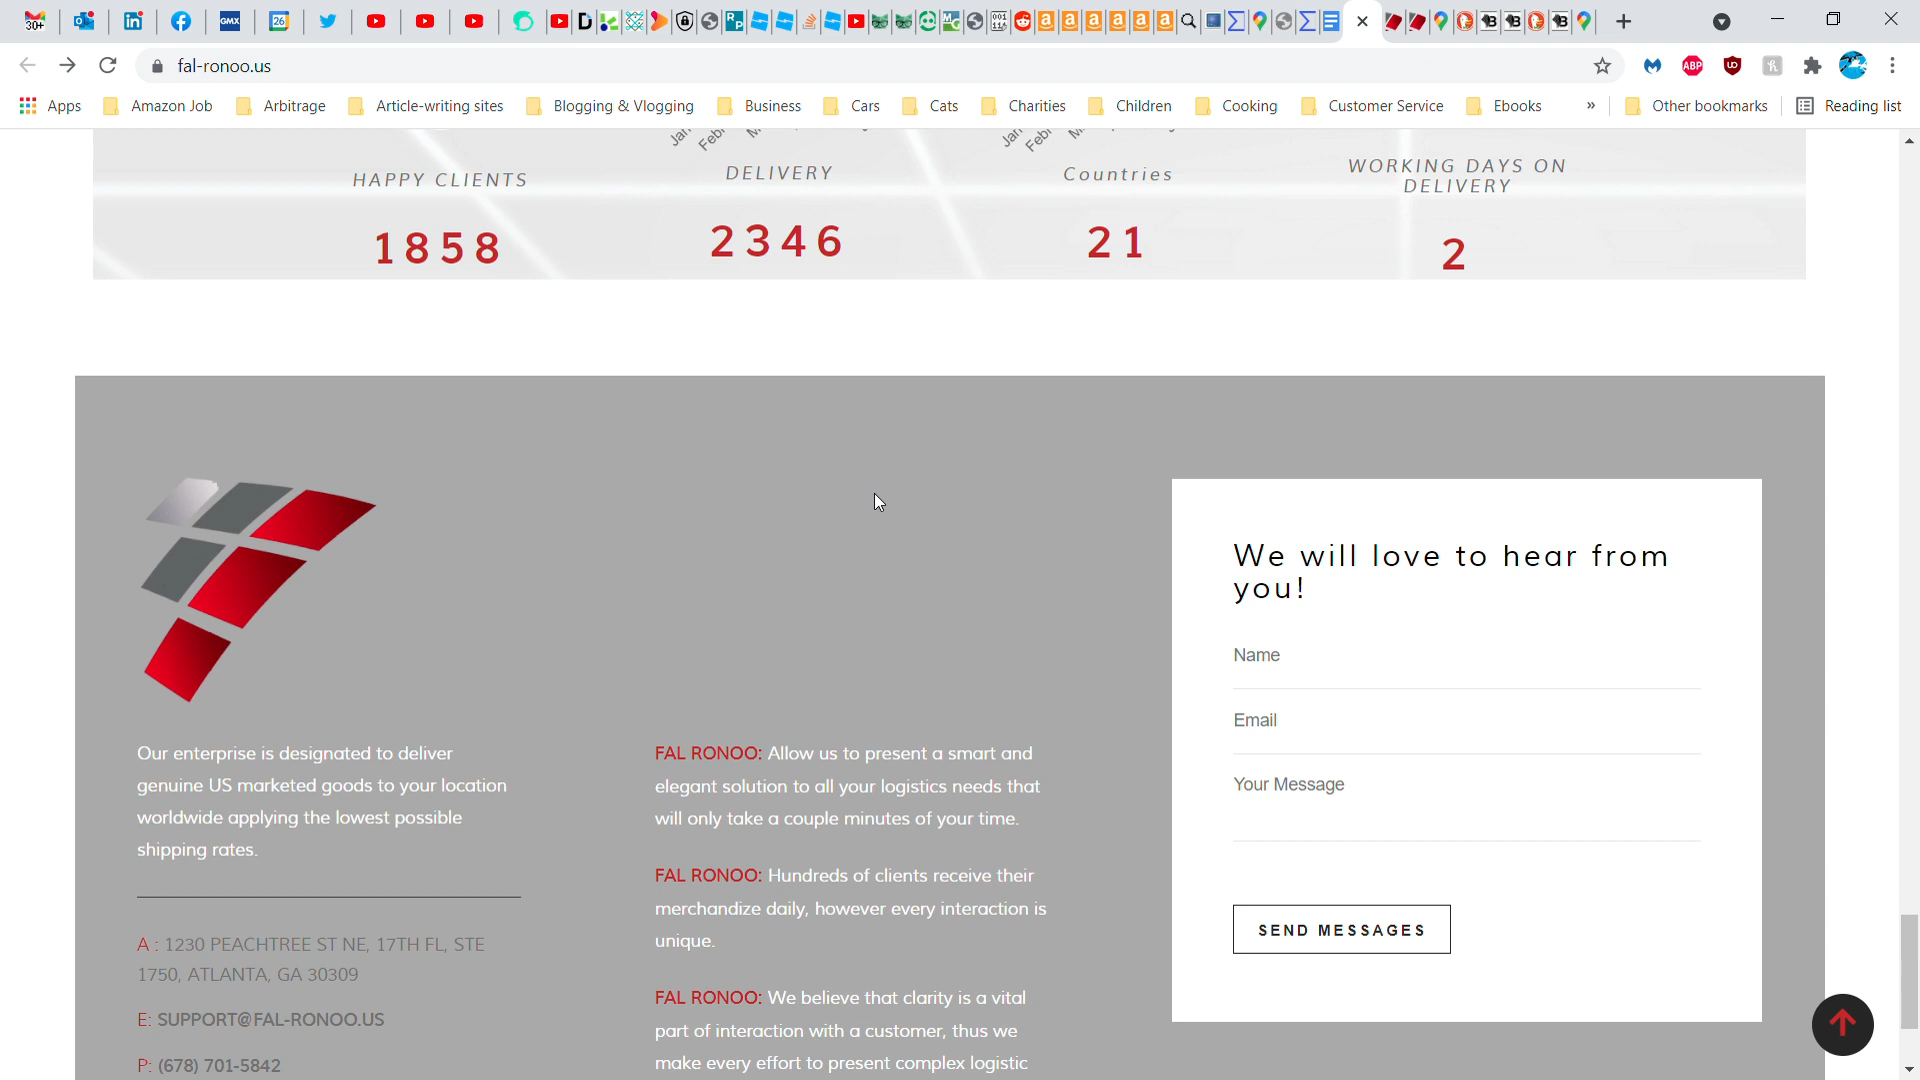 30+
GMX
26
fal-ronoo.us
ABP
Apps
Amazon Job
Arbitrage
Article-writing sites
Blogging & Vlogging
Business
Cars
Cats
Charities
Children
Cooking
Customer Service
Ebooks
»
Other bookmarks
Reading list
HAPPY CLIENTS
DELIVERY
Countries
WORKING DAYS ON
DELIVERY
1858
2346
21
2
We will love to hear from
you!
Name
Email
Your Message
SEND MESSAGES
Our enterprise is designated to deliver
genuine US marketed goods to your location
worldwide applying the lowest possible
shipping rates.
A : 1230 PEACHTREE ST NE, 17TH FL, STE
1750, ATLANTA, GA 30309
E: SUPPORT@FAL-RONOO.US
P: (678) 701-5842
FAL RONOO: Allow us to present a smart and
elegant solution to all your logistics needs that
will only take a couple minutes of your time.
FAL RONOO: Hundreds of clients receive their
merchandize daily, however every interaction is
unique.
FAL RONOO: We believe that clarity is a vital
part of interaction with a customer, thus we
make every effort to present complex logistic